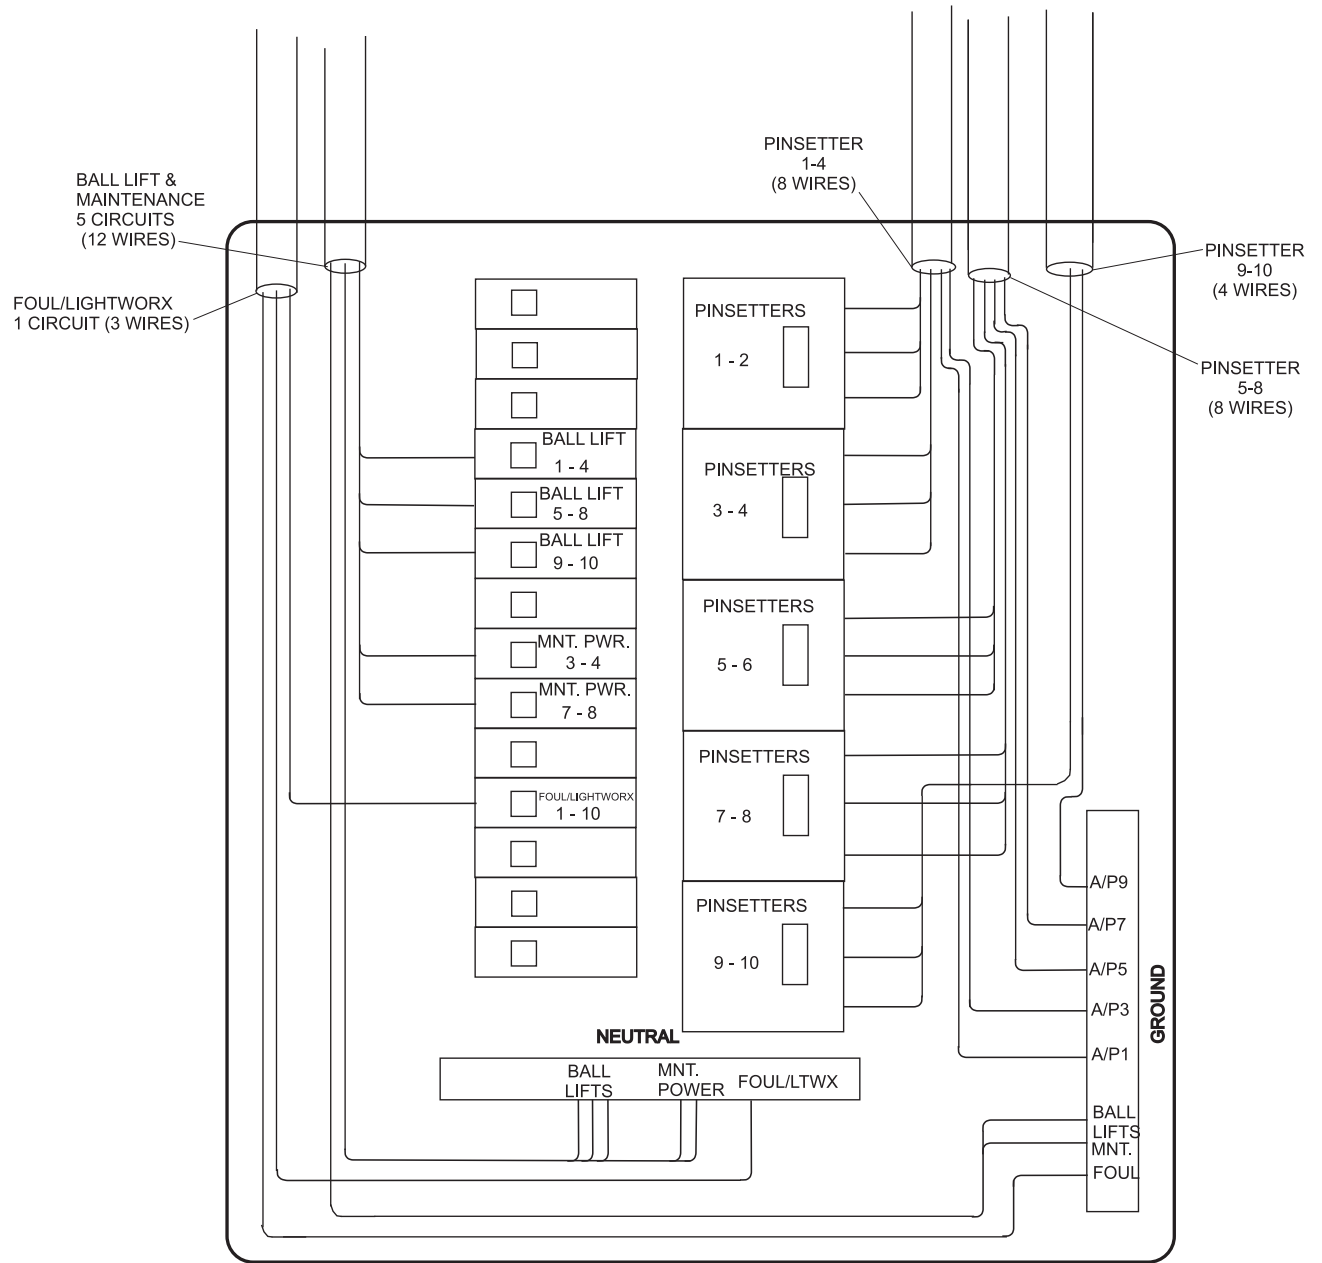 PINSETTER
1-4
(8 WIRES)
BALL LIFT &
MAINTENANCE
5 CIRCUITS
(12 WIRES)
PINSETTER
9-10
(4 WIRES)
FOUL/LIGHTWORX
1 CIRCUIT (3 WIRES)
PINSETTER
5-8
(8 WIRES)
BALL LIFT
1 - 4
BALL LIFT
5 - 8
BALL LIFT
9 - 10
MNT. PWR.
3 - 4
MNT. PWR.
7 - 8
FOUL/LIGHTWORX
1 - 10
PINSETTERS
1 - 2
PINSETTERS
3 - 4
PINSETTERS
5 - 6
PINSETTERS
7 - 8
PINSETTERS
9 - 10
NEUTRAL
BALL
LIFTS
MNT.
POWER
FOUL/LTWX
A/P9
A/P7
A/P5
A/P3
A/P1
BALL
LIFTS
MNT.
FOUL
GROUND